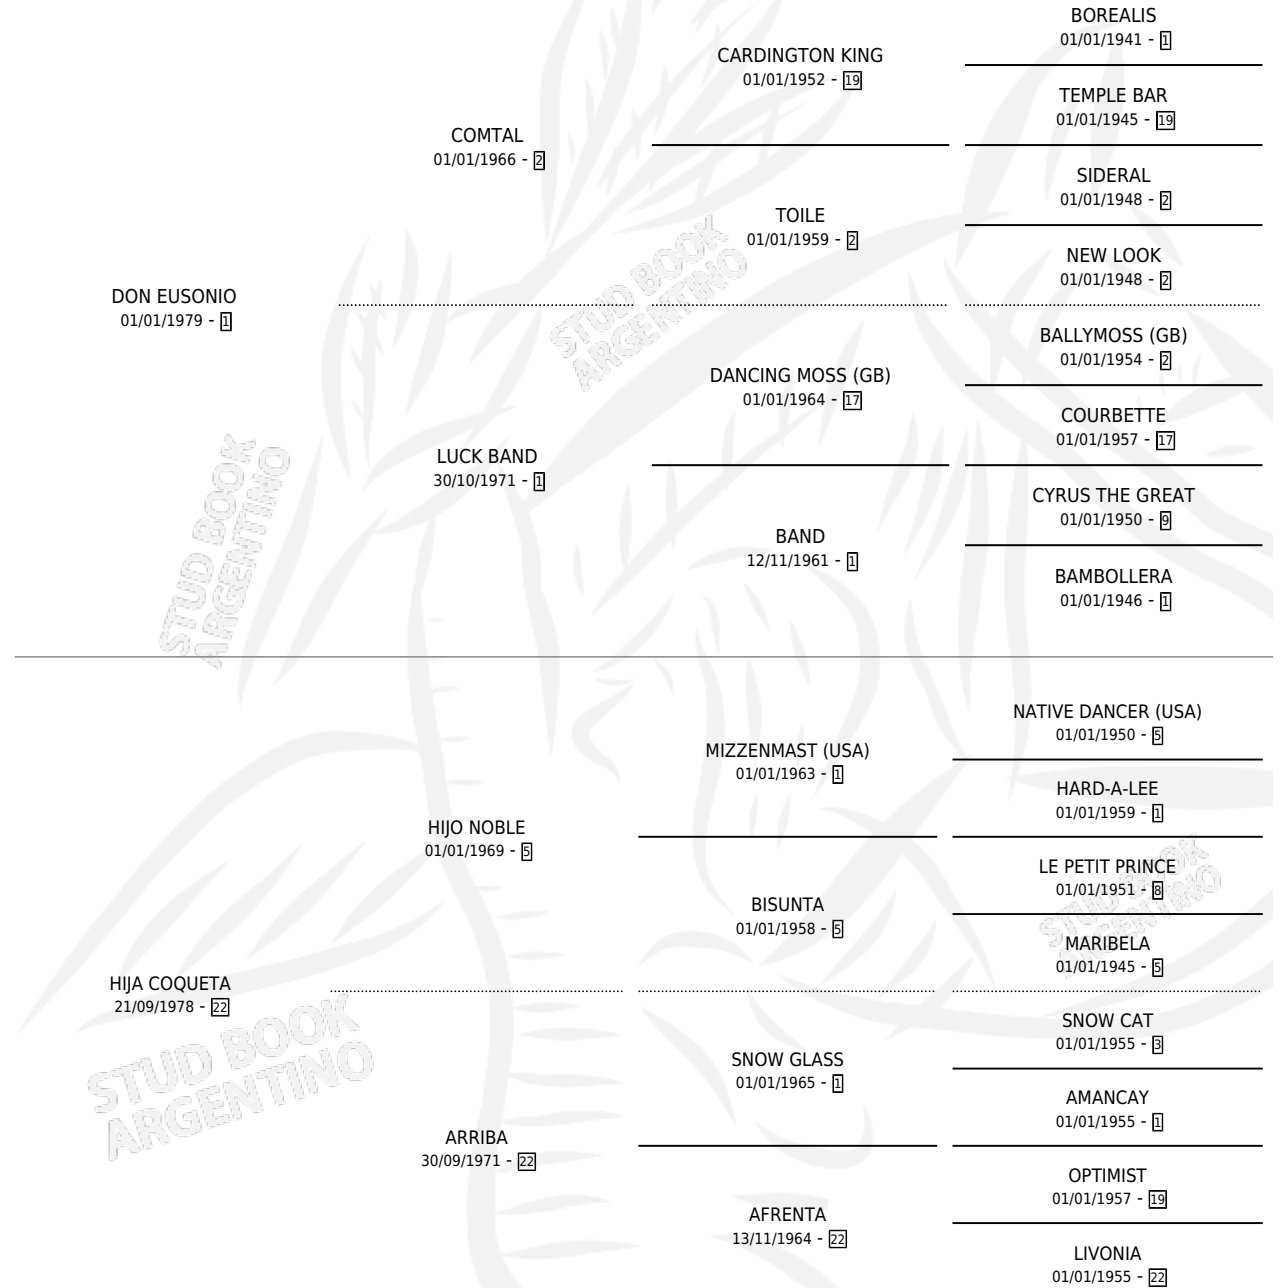 BOREALIS
01/01/1941 - 1
CARDINGTON KING
01/01/1952 - 19
TEMPLE BAR
01/01/1945 - 19
COMTAL
01/01/1966 - 2
SIDERAL
01/01/1948 - 2
TOILE
01/01/1959 - 2
NEW LOOK
01/01/1948 - 2
DON EUSONIO
01/01/1979 - 1
BALLYMOSS (GB)
01/01/1954 - 2
DANCING MOSS (GB)
01/01/1964 - 17
COURBETTE
01/01/1957 - 17
LUCK BAND
30/10/1971 - 1
CYRUS THE GREAT
01/01/1950 - 9
BAND
12/11/1961 - 1
BAMBOLLERA
01/01/1946 - 1
STUD BOOK
ARGENTINO
STUD BOOK
ARGENTINO
NATIVE DANCER (USA)
01/01/1950 - 5
MIZZENMAST (USA)
01/01/1963 - 1
HARD-A-LEE
01/01/1959 - 1
HIJO NOBLE
01/01/1969 - 5
LE PETIT PRINCE
01/01/1951 - 8
BISUNTA
01/01/1958 - 5
MARIBELA
01/01/1945 - 5
STUD BOOK
ARGENTINO
HIJA COQUETA
21/09/1978 - 22
SNOW CAT
01/01/1955 - 3
SNOW GLASS
01/01/1965 - 1
AMANCAY
01/01/1955 - 1
STUD BOOK
ARGENTINO
ARRIBA
30/09/1971 - 22
OPTIMIST
01/01/1957 - 19
AFRENTA
13/11/1964 - 22
LIVONIA
01/01/1955 - 22